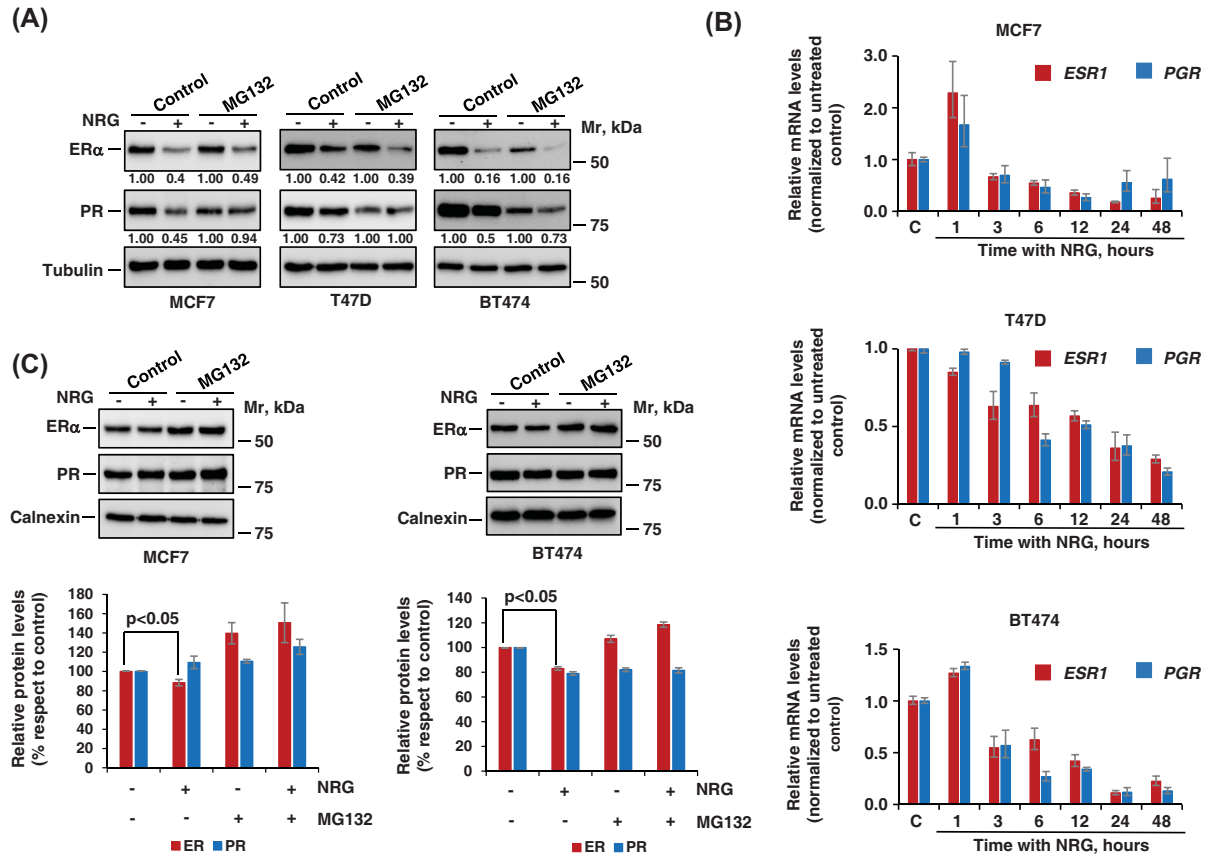 (A)
Control MG132 Control MG132 Control MG132
NRG - + - + - + - + - + - + Mr, kDa
ERα 50
1.00 0.4 1.00 0.49 1.00 0.42 1.00 0.39 1.00 0.16 1.00 0.16
PR 75
1.00 0.45 1.00 0.94 1.00 0.73 1.00 1.00 1.00 0.5 1.00 0.73
Tubulin 50
MCF7 T47D BT474
(B)
MCF7
ESR1 PGR
Relative mRNA levels
(normalized to untreated
control)
3.0
2.0
1.0
0.0
C 1 3 6 12 24 48
Time with NRG, hours
T47D
ESR1 PGR
Relative mRNA levels
(normalized to untreated
control)
1.0
0.5
0.0
C 1 3 6 12 24 48
Time with NRG, hours
BT474
ESR1 PGR
Relative mRNA levels
(normalized to untreated
control)
1.5
1.0
0.5
0.0
C 1 3 6 12 24 48
Time with NRG, hours
(C)
Control MG132
NRG - + - + Mr, kDa
ERα 50
PR 75
Calnexin 75
MCF7
Control MG132
NRG - + - + Mr, kDa
ERα 50
PR 75
Calnexin 75
BT474
Relative protein levels
(% respect to control)
180
160
140
120
100
80
60
40
20
0
p<0.05
- + - + NRG
- - + + MG132
ER PR
Relative protein levels
(% respect to control)
140
120
100
80
60
40
20
0
p<0.05
- + - + NRG
- - + + MG132
ER PR